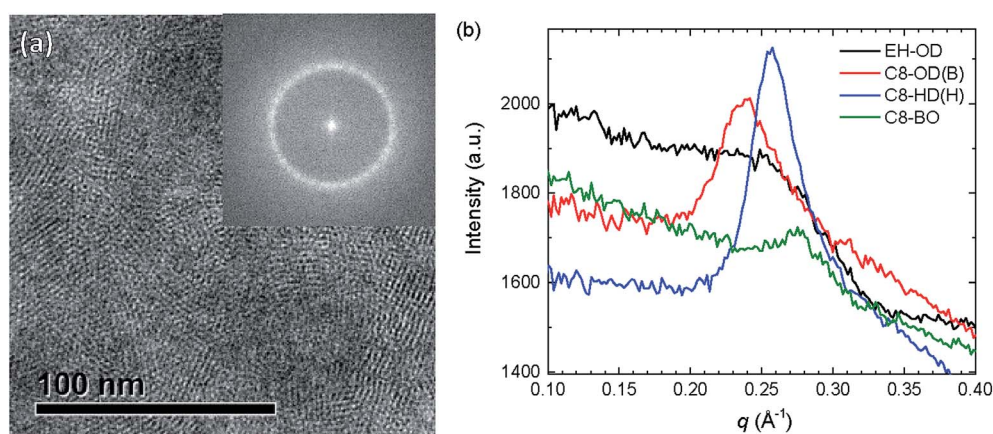 (a)
100 nm
(b)
EH-OD
C8-OD(B)
C8-HD(H)
C8-BO
Intensity (a.u.)
2000
1800
1600
1400
0.10 0.15 0.20 0.25 0.30 0.35 0.40
q (Å⁻¹)